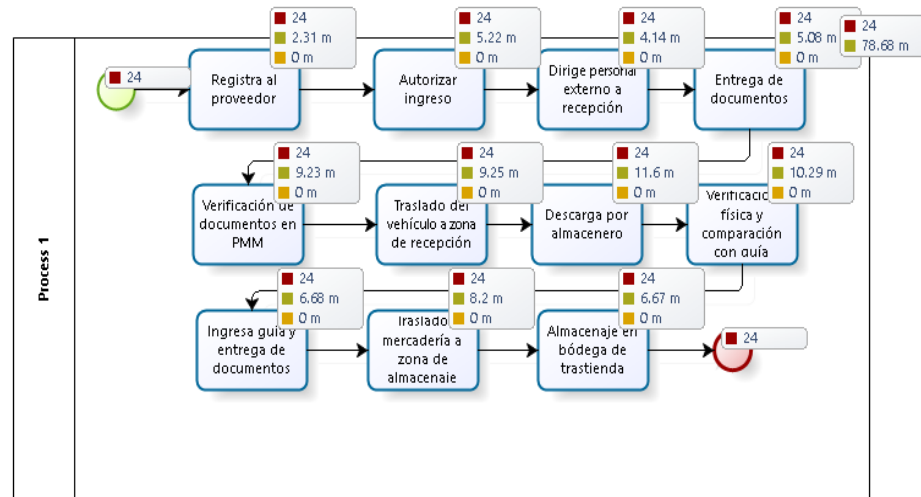 24
2.31 m
0 m
24
5.22 m
0 m
24
4.14 m
0 m
24
5.08 m
0 m
24
78.68 m
24
Registra al
proveedor
Autorizar
ingreso
Dirige personal
externo a
recepción
Entrega de
documentos
24
9.23 m
0 m
24
9.25 m
0 m
24
11.6 m
0 m
24
10.29 m
0 m
Verificación de
documentos en
PMM
Traslado del
vehículo a zona
de recepción
Descarga por
almacenero
Verificación
física y
comparación
con guía
Process 1
24
6.68 m
0 m
24
8.2 m
0 m
24
6.67 m
0 m
Ingresa guía y
entrega de
documentos
Traslado
mercadería a
zona de
almacenaje
Almacenaje en
bódega de
trastienda
24